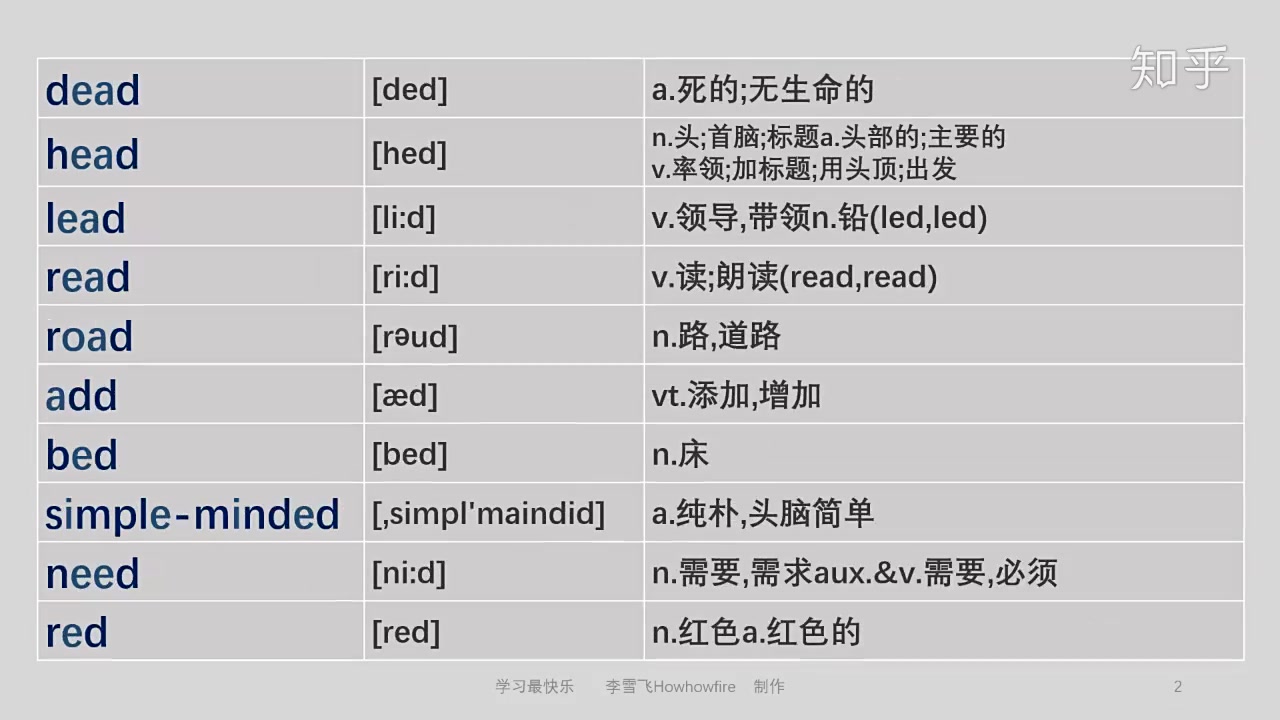 知乎
dead [ded] a.死的;无生命的
head [hed] n.头;首脑;标题a.头部的;主要的
v.率领;加标题;用头顶;出发
lead [li:d] v.领导,带领n.铅(led,led)
read [ri:d] v.读;朗读(read,read)
road [rəud] n.路,道路
add [æd] vt.添加,增加
bed [bed] n.床
simple-minded [,simpl'maindid] a.纯朴,头脑简单
need [ni:d] n.需要,需求aux.&v.需要,必须
red [red] n.红色a.红色的
学习最快乐 李雪飞Howhowfire 制作 2